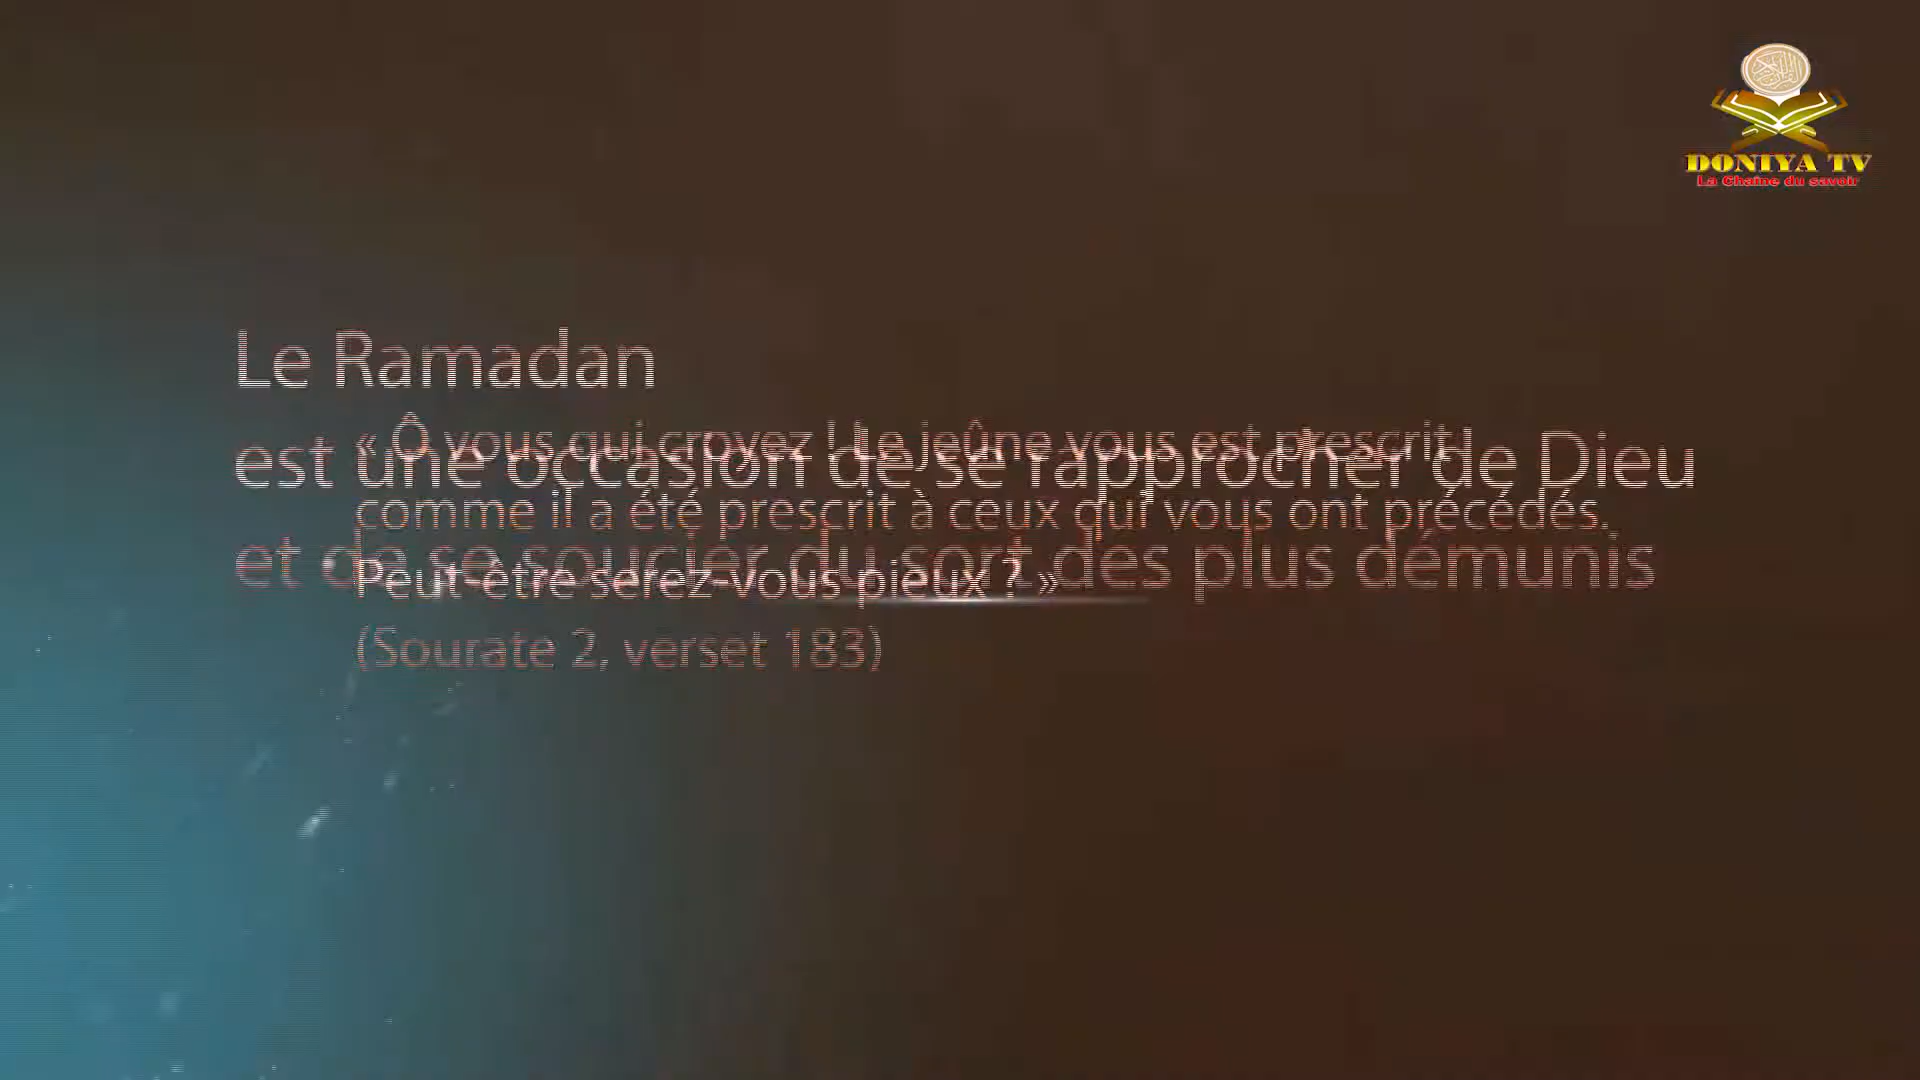 DONIYA TV
La Chaîne du savoir
Le Ramadan
est une occasion de se rapprocher de Dieu
et de se soucier du sort des plus démunis
« Ô vous qui croyez ! Le jeûne vous est prescrit
comme il a été prescrit à ceux qui vous ont précédés.
Peut-être serez-vous pieux ? »
(Sourate 2, verset 183)